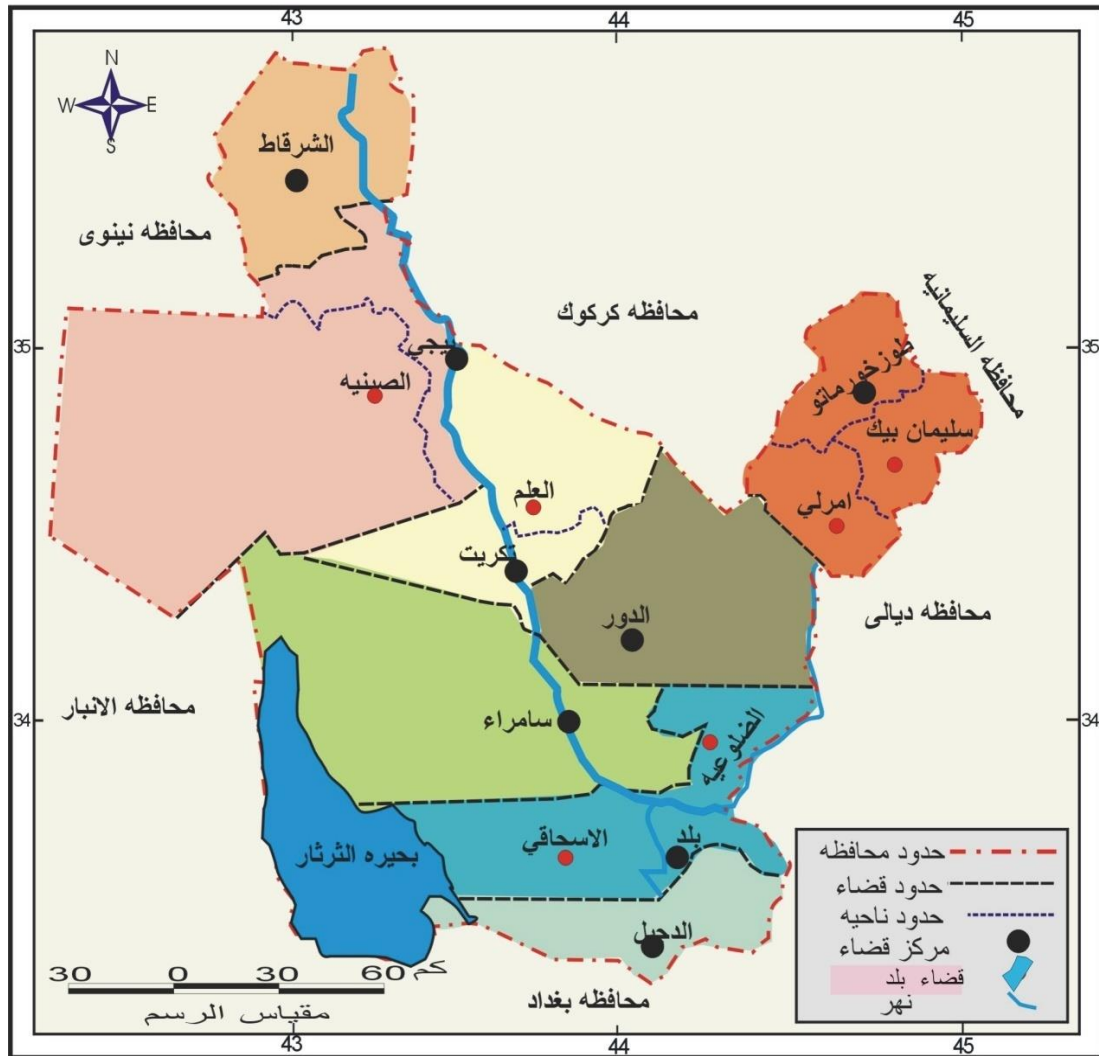 43
44
45
N
W
E
S
الشرقاط
محافظه نينوى
محافظه كركوك
محافظه السليمانيه
35
35
بيجي
الصينيه
طوزخورماتو
سليمان بيك
العلم
امرلي
تكريت
الدور
محافظه ديالى
محافظه الانبار
34
34
سامراء
الضلوعيه
بحيره الثرثار
الاسحاقي
بلد
الدجيل
محافظه بغداد
حدود محافظه
حدود قضاء
حدود ناحيه
مركز قضاء
قضاء بلد
نهر
30 0 30 60 كم
مقياس الرسم
43
44
45